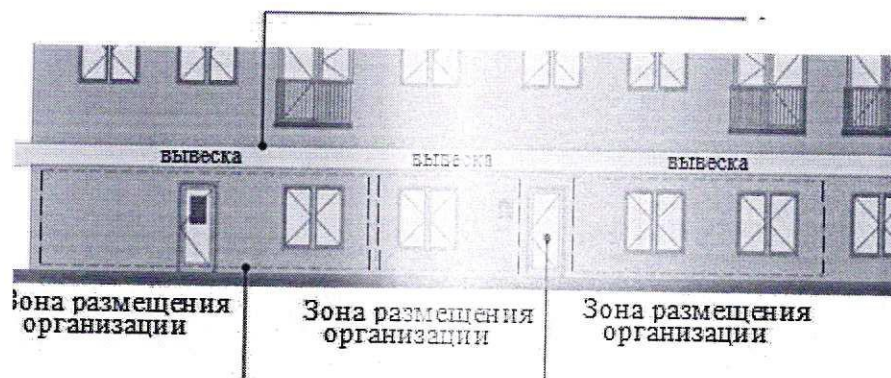 вывеска вывеска вывеска
Зона размещения
организации
Зона размещения
организации
Зона размещения
организации